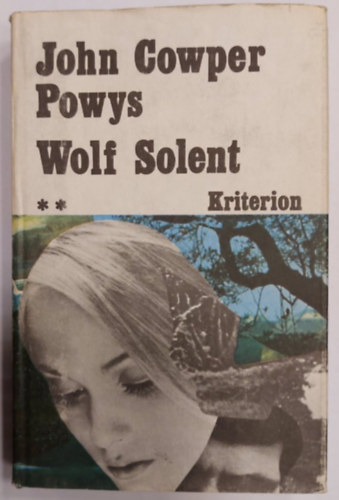 John Cowper
Powys
Wolf Solent
** Kriterion